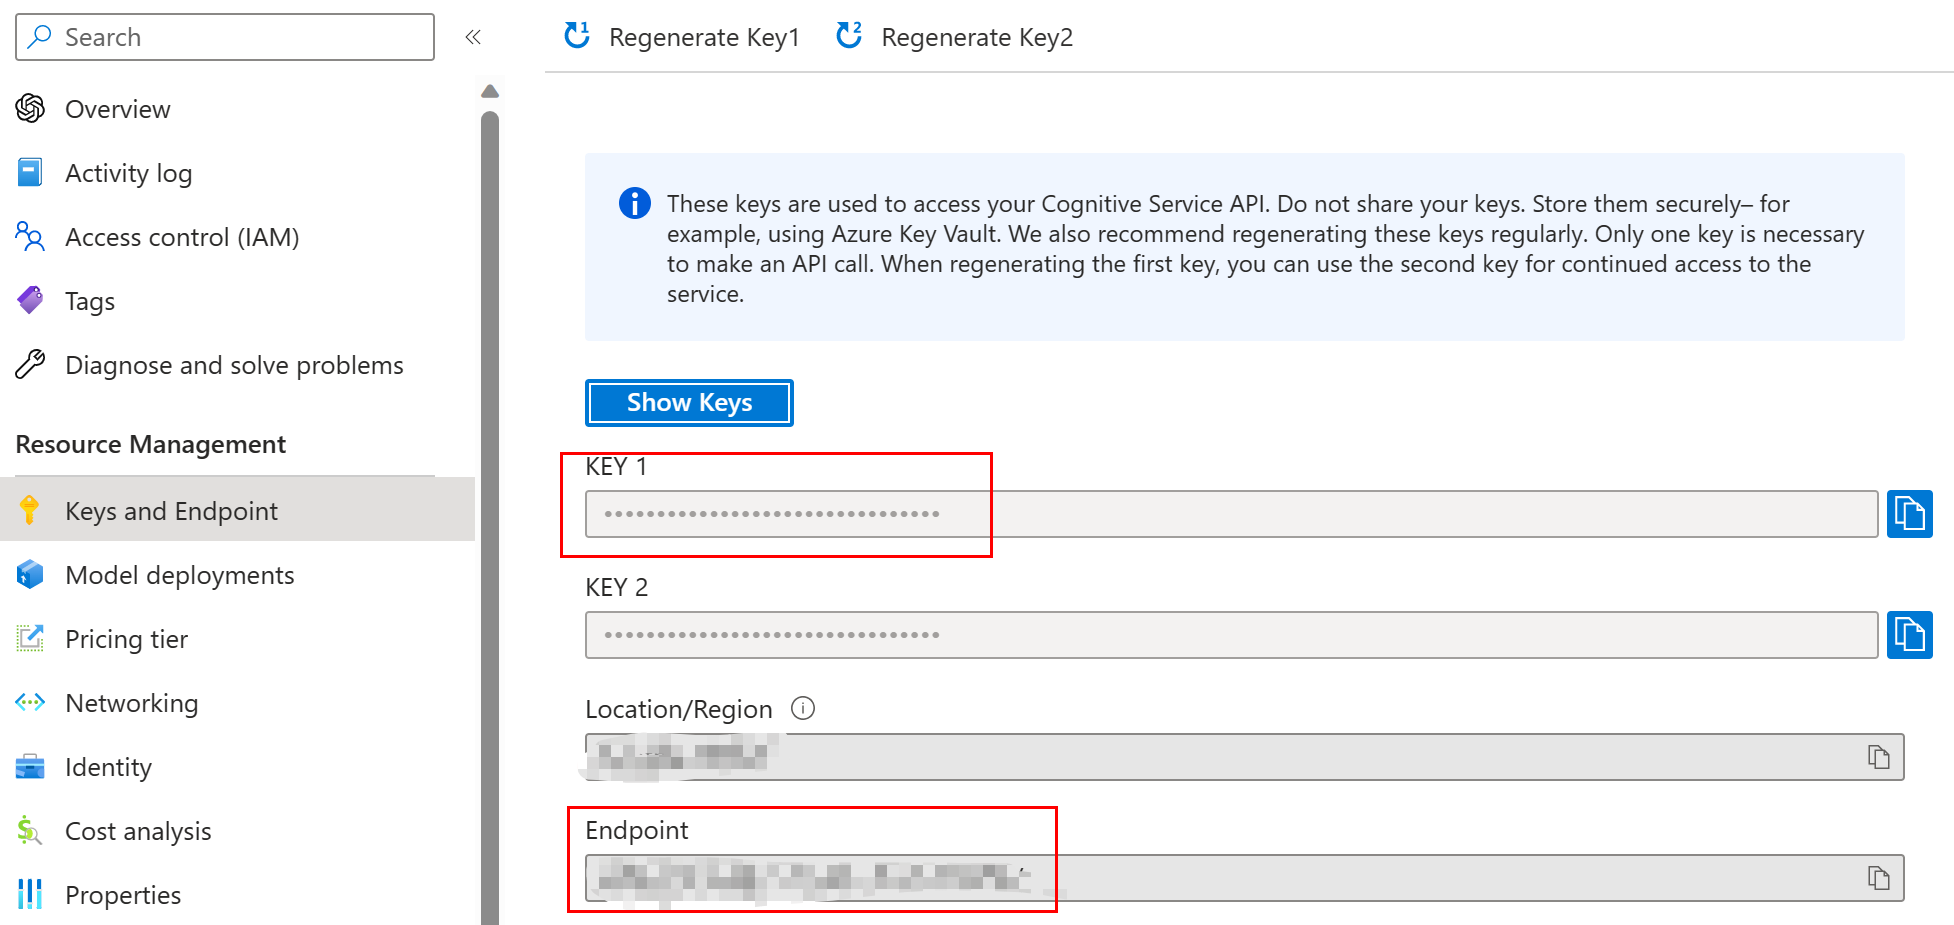 Search
«
Overview
Activity log
Access control (IAM)
Tags
Diagnose and solve problems
Resource Management
Keys and Endpoint
Model deployments
Pricing tier
Networking
Identity
Cost analysis
Properties
1 Regenerate Key1
2 Regenerate Key2
These keys are used to access your Cognitive Service API. Do not share your keys. Store them securely– for
example, using Azure Key Vault. We also recommend regenerating these keys regularly. Only one key is necessary
to make an API call. When regenerating the first key, you can use the second key for continued access to the
service.
Show Keys
KEY 1
••••••••••••••••••••••••••••••••
KEY 2
••••••••••••••••••••••••••••••••
Location/Region
Endpoint